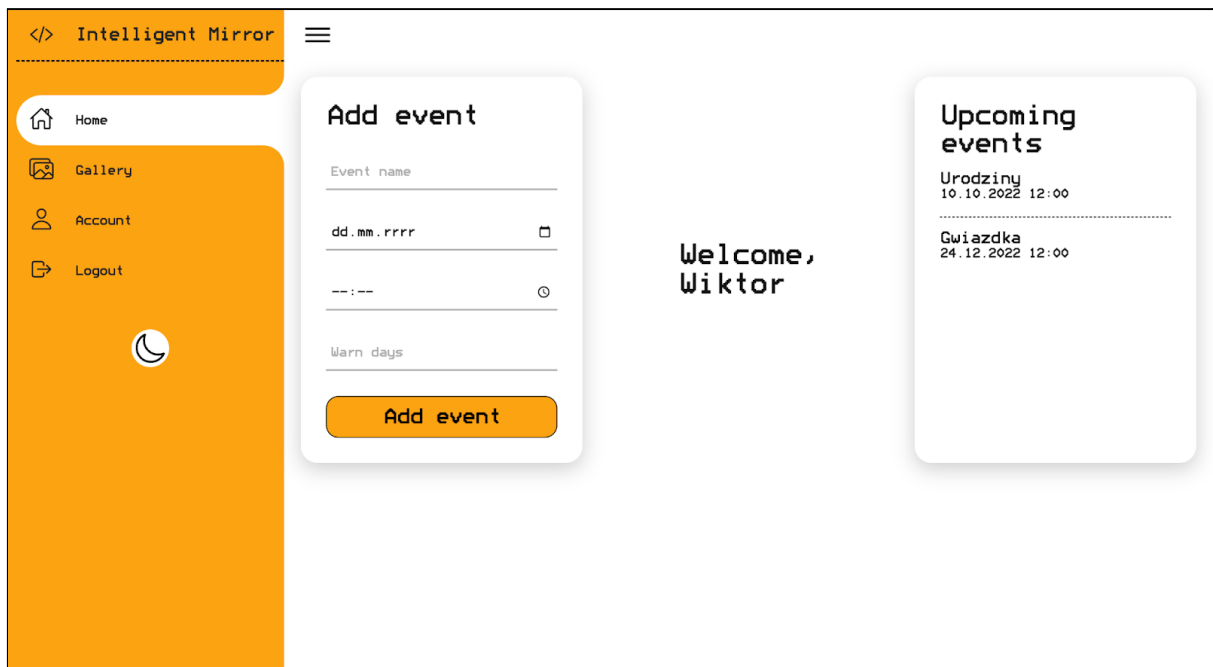 </> Intelligent Mirror
Home
Gallery
Account
Logout
Add event
Event name
dd.mm.rrrr
--:--
Warn days
Add event
Welcome,
Wiktor
Upcoming
events
Urodziny
10.10.2022 12:00
Gwiazdka
24.12.2022 12:00